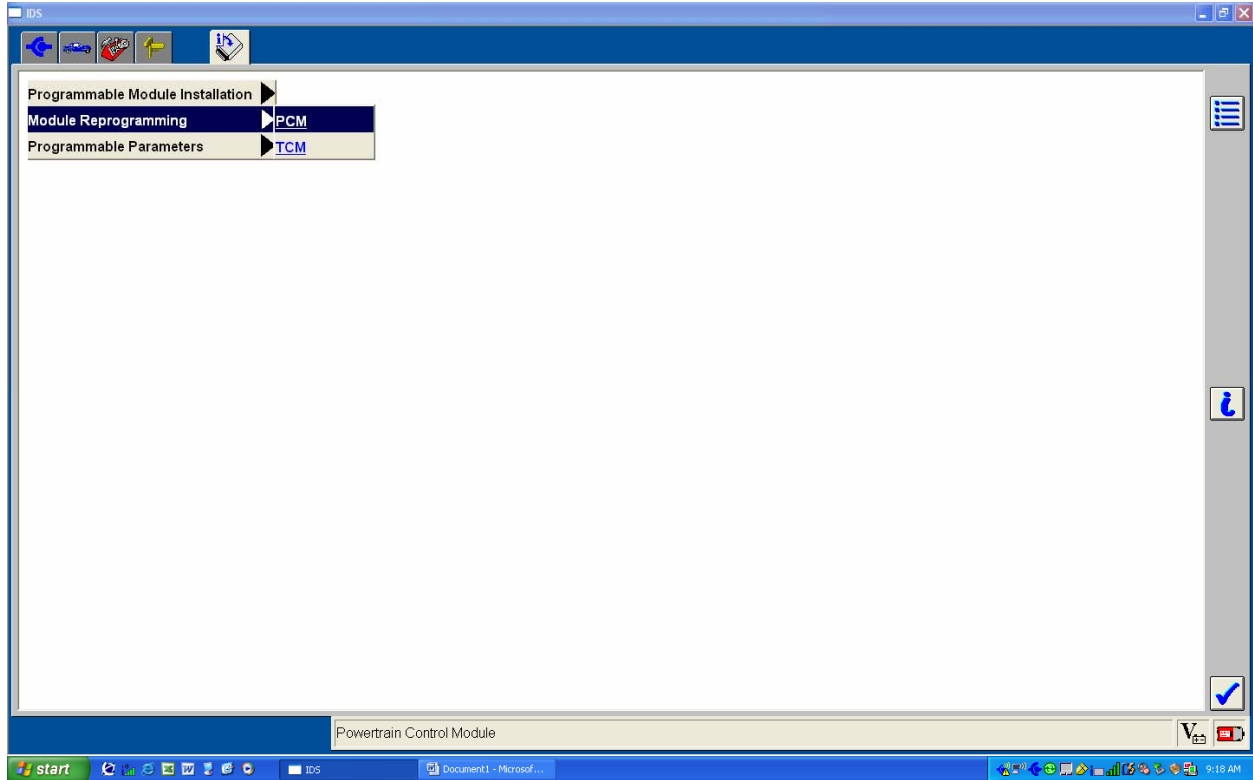 IDS
Programmable Module Installation
Module Reprogramming PCM
Programmable Parameters TCM
Powertrain Control Module
start IDS Document1 - Microsof... 9:18 AM